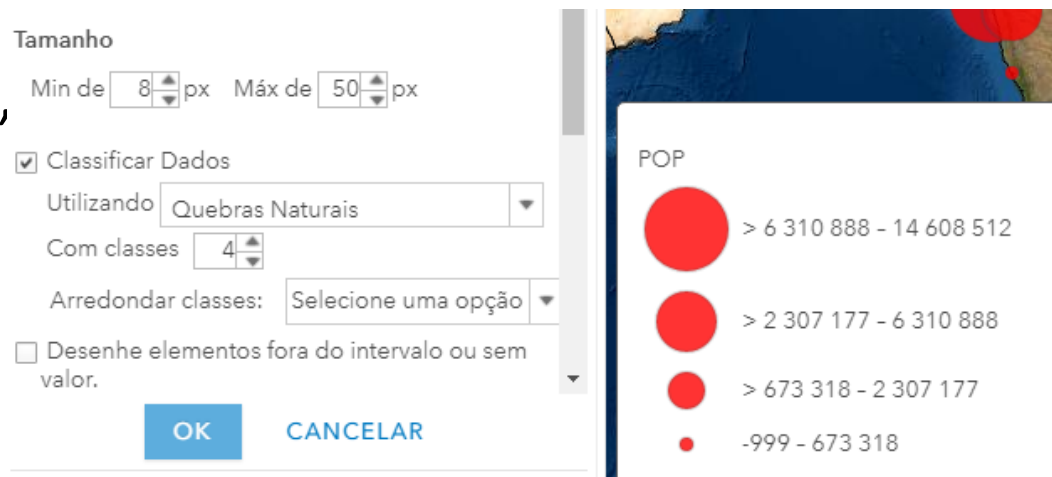 Tamanho
Min de 8 px Máx de 50 px
Classificar Dados
Utilizando Quebras Naturais
Com classes 4
Arredondar classes: Selecione uma opção
Desenhe elementos fora do intervalo ou sem
valor.
OK CANCELAR
POP
> 6 310 888 – 14 608 512
> 2 307 177 – 6 310 888
> 673 318 – 2 307 177
-999 – 673 318